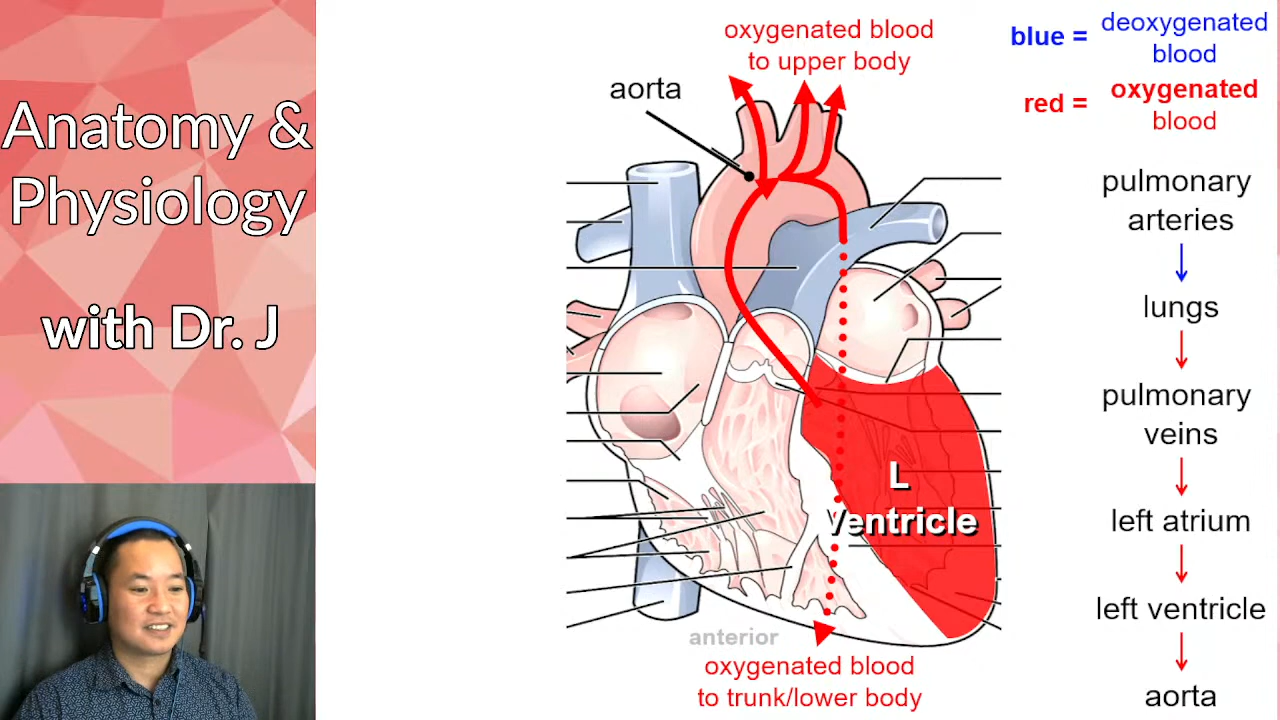 Anatomy &
Physiology
with Dr. J
oxygenated blood
to upper body
aorta
L
Ventricle
anterior
oxygenated blood
to trunk/lower body
blue = deoxygenated
blood
red = oxygenated
blood
pulmonary
arteries
lungs
pulmonary
veins
left atrium
left ventricle
aorta